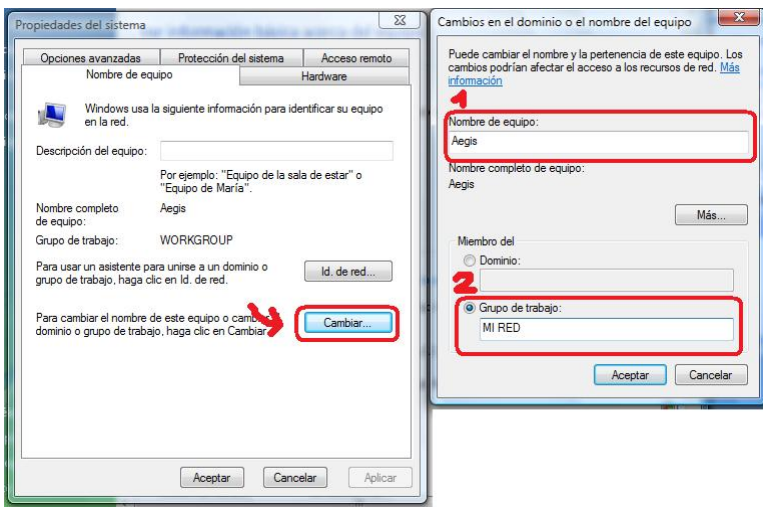 Propiedades del sistema
Opciones avanzadas
Protección del sistema
Acceso remoto
Nombre de equipo
Hardware
Windows usa la siguiente información para identificar su equipo
en la red.
Descripción del equipo:
Por ejemplo: "Equipo de la sala de estar" o
"Equipo de María".
Nombre completo
de equipo:
Aegis
Grupo de trabajo:
WORKGROUP
Para usar un asistente para unirse a un dominio o
grupo de trabajo, haga clic en Id. de red.
Id. de red...
Para cambiar el nombre de este equipo o
dominio o grupo de trabajo, haga clic en Cambiar
Cambiar...
Aceptar
Cancelar
Aplicar
Cambios en el dominio o el nombre del equipo
Puede cambiar el nombre y la pertenencia de este equipo. Los
cambios podrían afectar el acceso a los recursos de red. Más
información
1
Nombre de equipo:
Aegis
Nombre completo de equipo:
Aegis
Más...
Miembro del
Dominio:
2
Grupo de trabajo:
MI RED
Aceptar
Cancelar